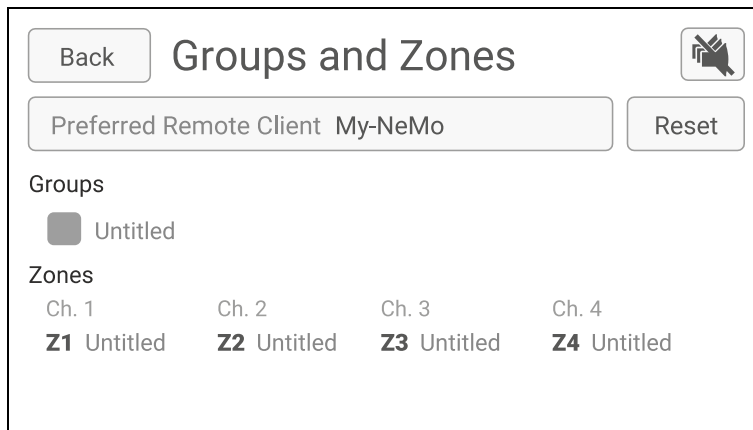 Back Groups and Zones
Preferred Remote Client My-NeMo Reset
Groups
Untitled
Zones
Ch. 1 Ch. 2 Ch. 3 Ch. 4
Z1 Untitled Z2 Untitled Z3 Untitled Z4 Untitled